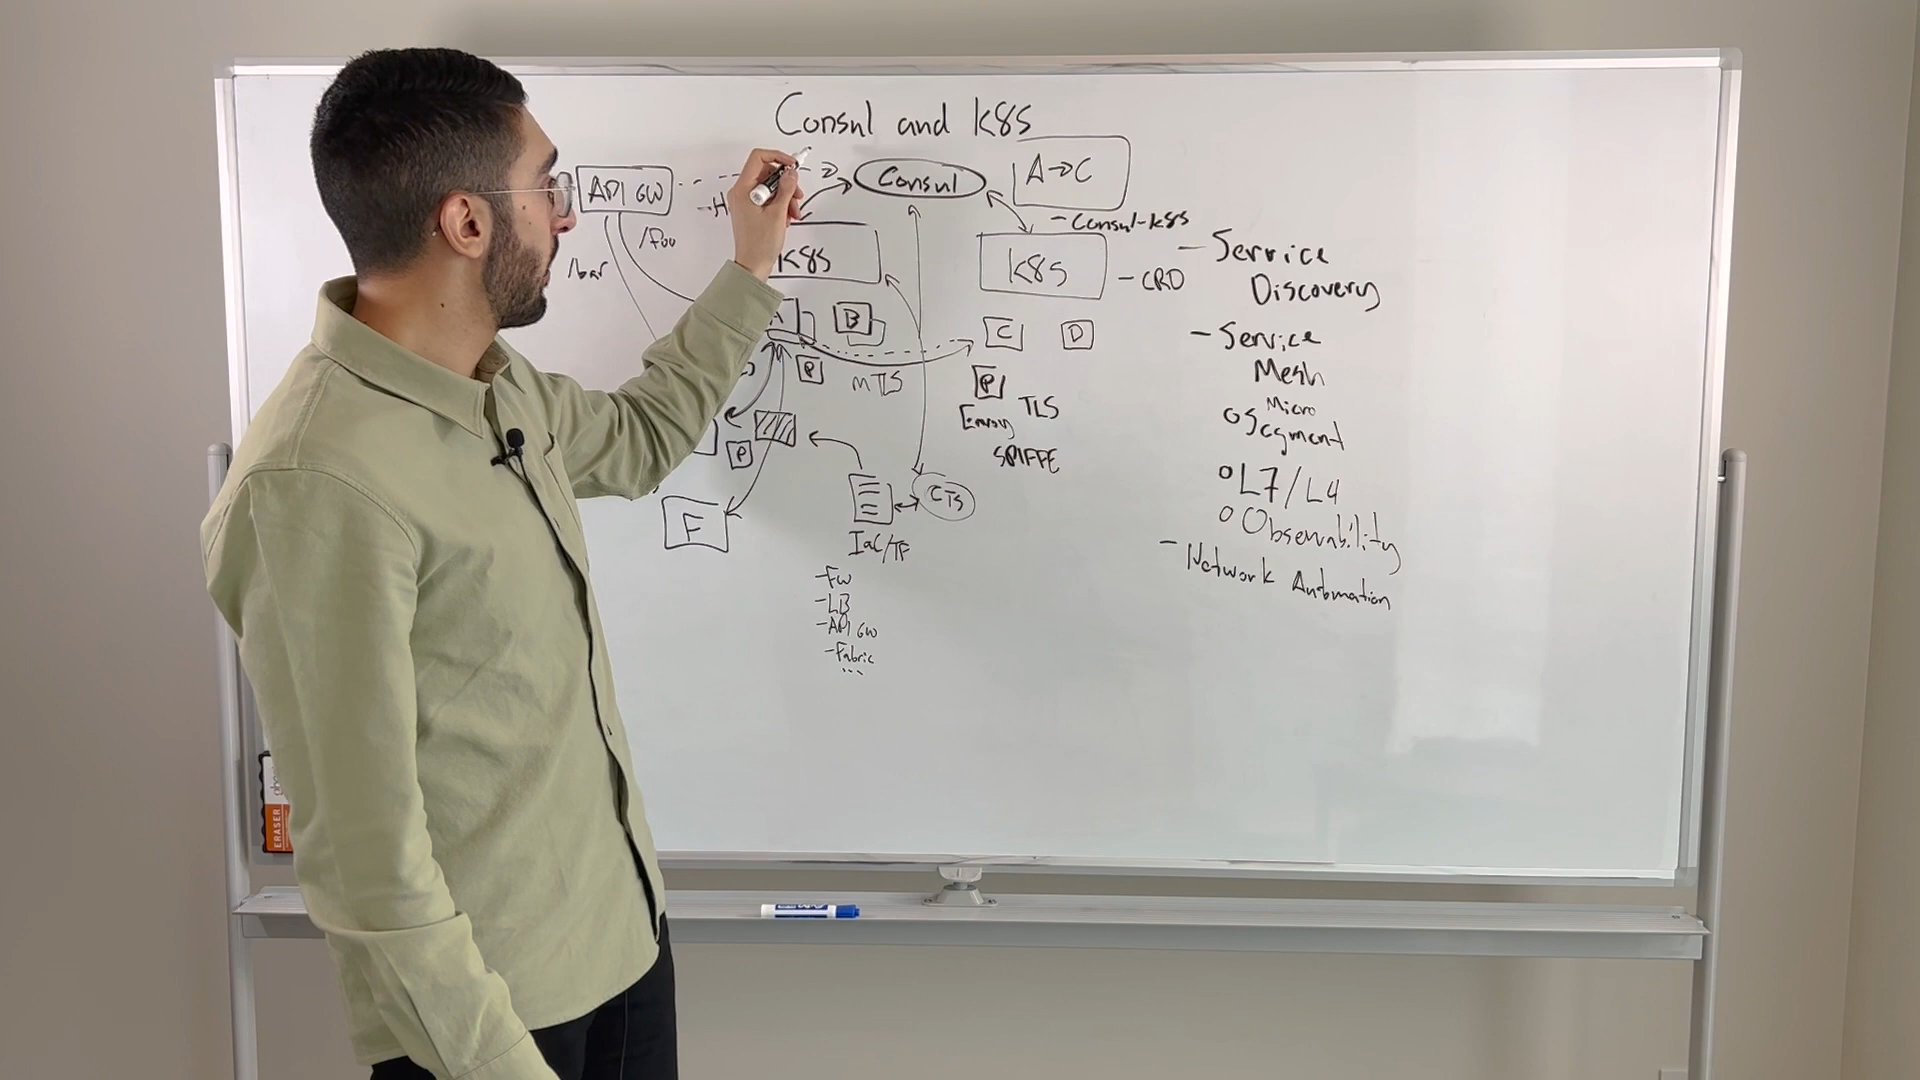 Consul and K8S
API GW
Consul
A→C
- Consul-k8s
/foo
/bar
K8S
K8S
- CRD
A
B
C
D
P
mTLS
P
Envoy
TLS
SPIFFE
P
F
CTS
IaC/TF
- FW
- LB
- API GW
- Fabric
...
- Service
Discovery
- Service
Mesh
Micro
o Segment
o L7/L4
o Observability
- Network Automation
ERASER